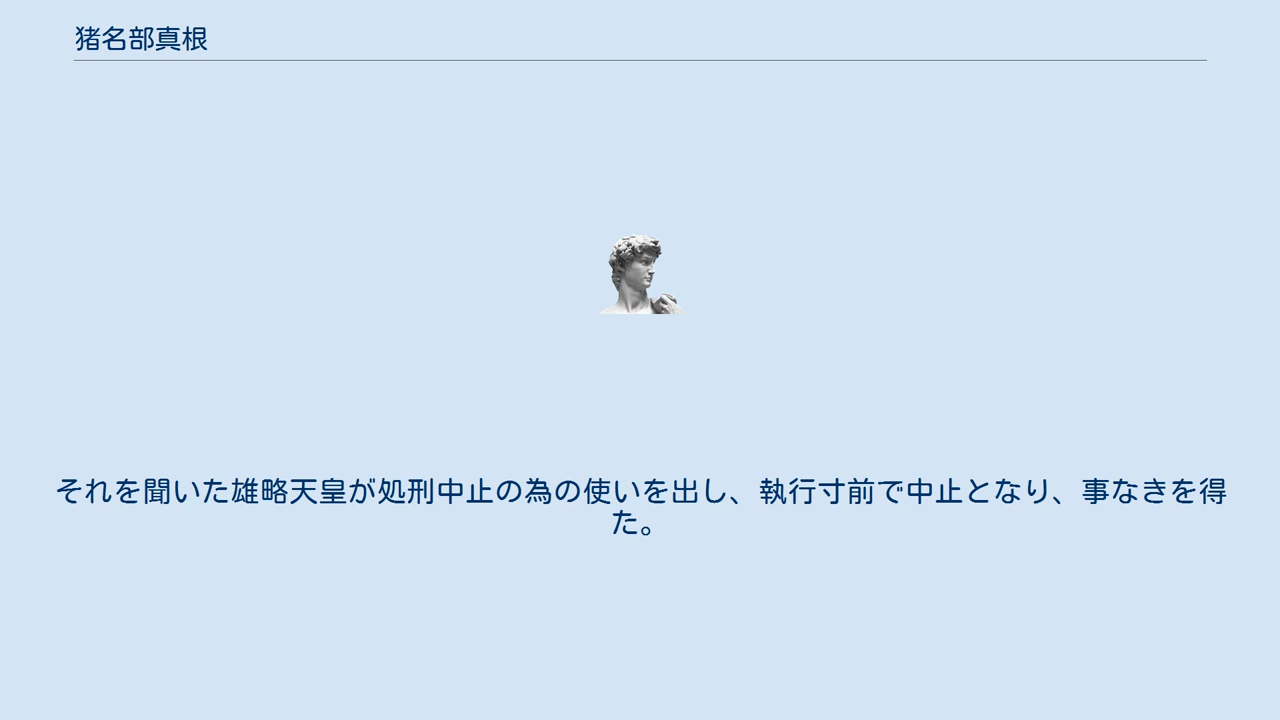 猪名部真根
それを聞いた雄略天皇が処刑中止の為の使いを出し、執行寸前で中止となり、事なきを得
た。